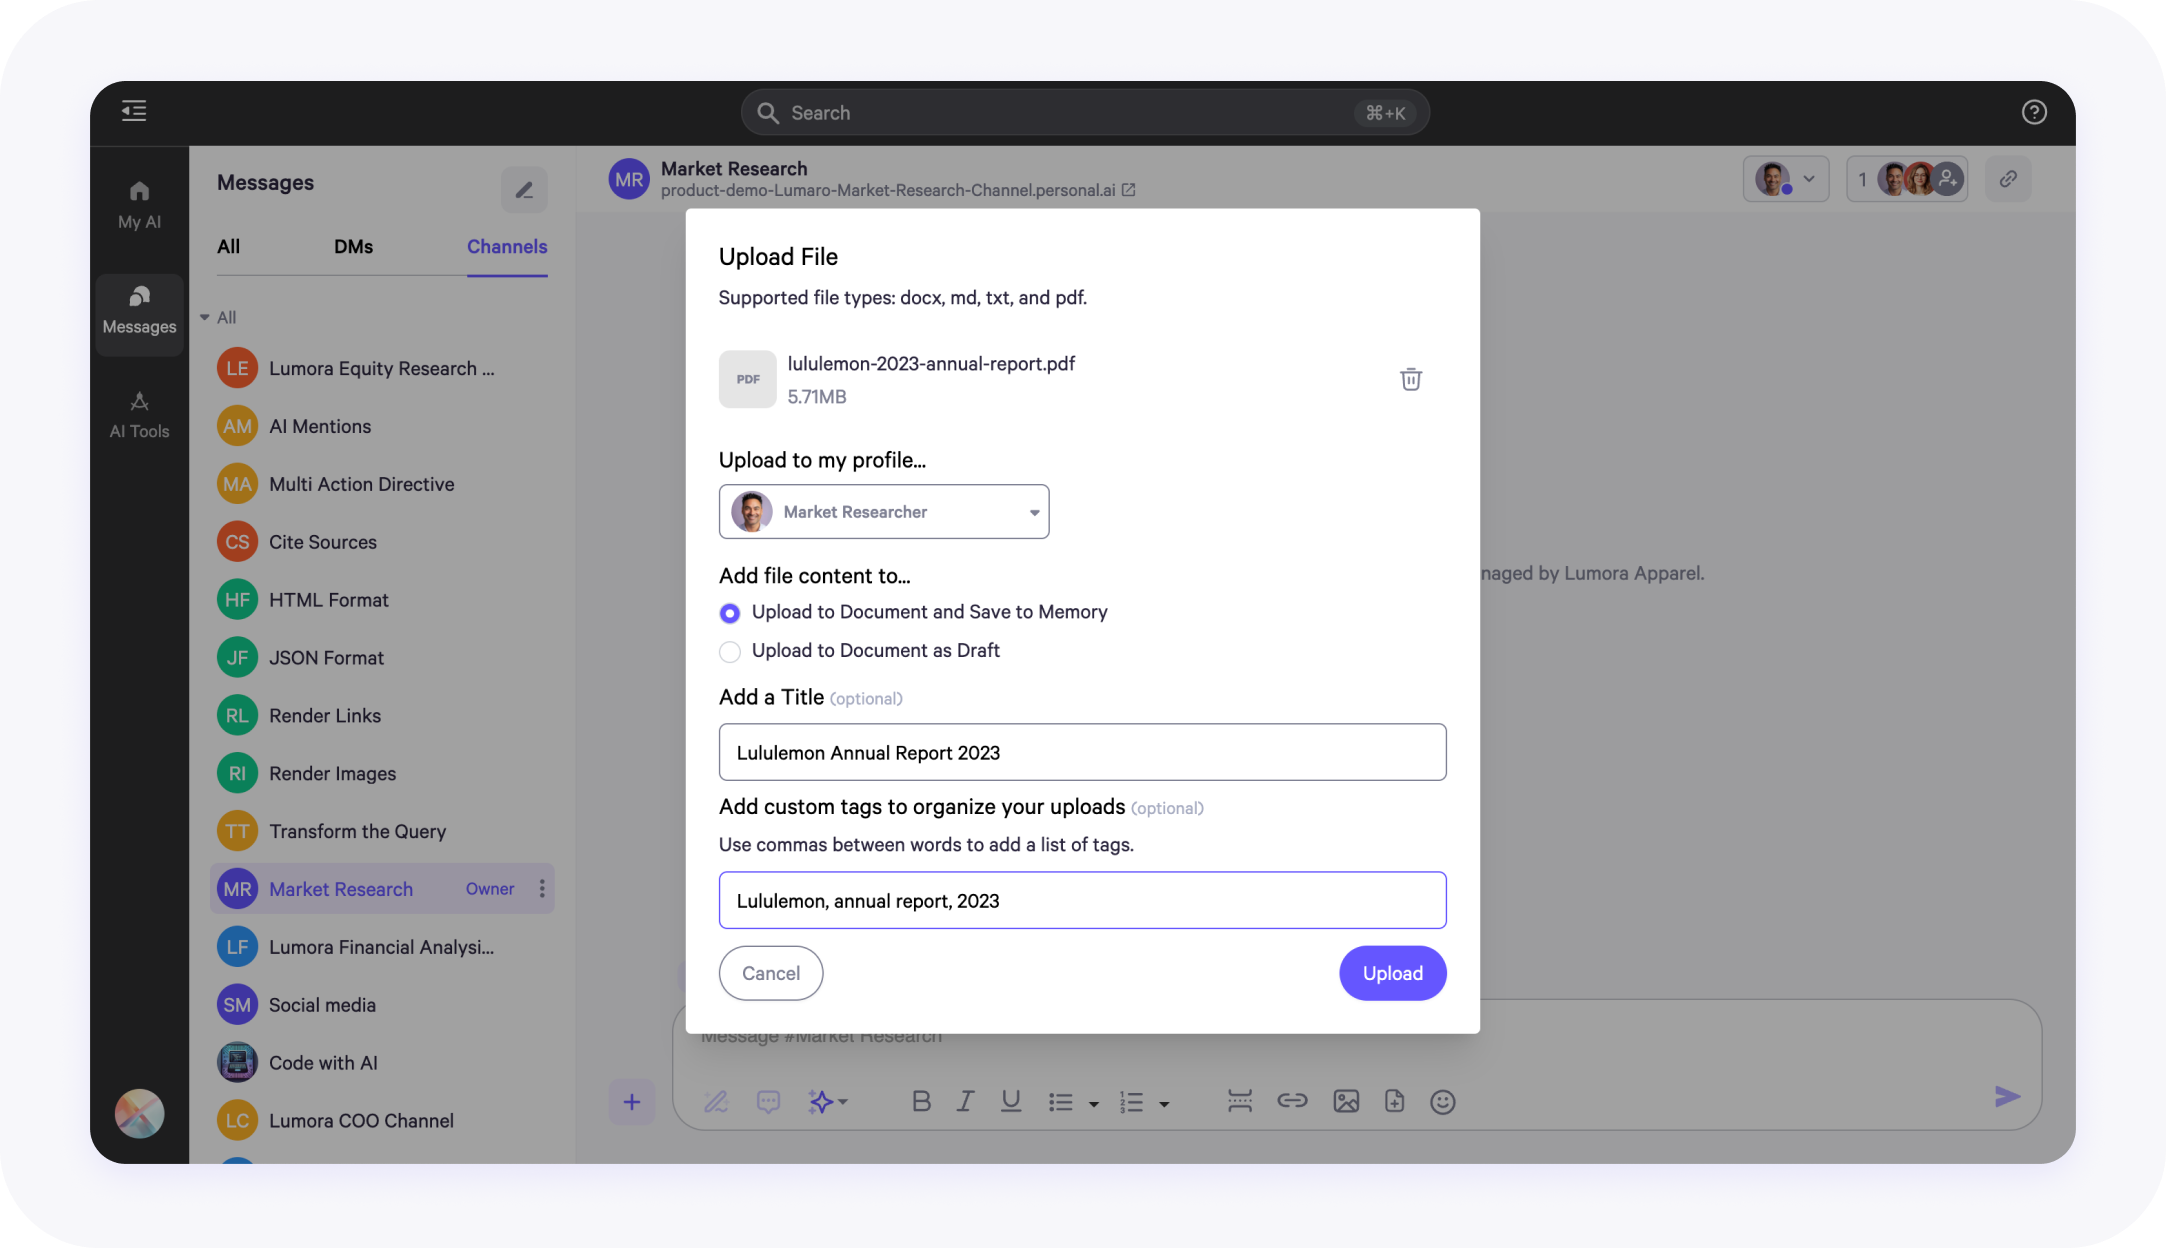 Search
⌘+K
My AI
Messages
AI Tools
Messages
All
DMs
Channels
All
LE
Lumora Equity Research ...
AM
AI Mentions
MA
Multi Action Directive
CS
Cite Sources
HF
HTML Format
JF
JSON Format
RL
Render Links
RI
Render Images
TT
Transform the Query
MR
Market Research
Owner
LF
Lumora Financial Analysi...
SM
Social media
Code with AI
LC
Lumora COO Channel
MR
Market Research
product-demo-Lumaro-Market-Research-Channel.personal.ai
1
Upload File
Supported file types: docx, md, txt, and pdf.
PDF
lululemon-2023-annual-report.pdf
5.71MB
Upload to my profile...
Market Researcher
Add file content to...
Upload to Document and Save to Memory
Upload to Document as Draft
Add a Title (optional)
Lululemon Annual Report 2023
Add custom tags to organize your uploads (optional)
Use commas between words to add a list of tags.
Lululemon, annual report, 2023
Cancel
Upload
naged by Lumora Apparel.
Message #Market Research